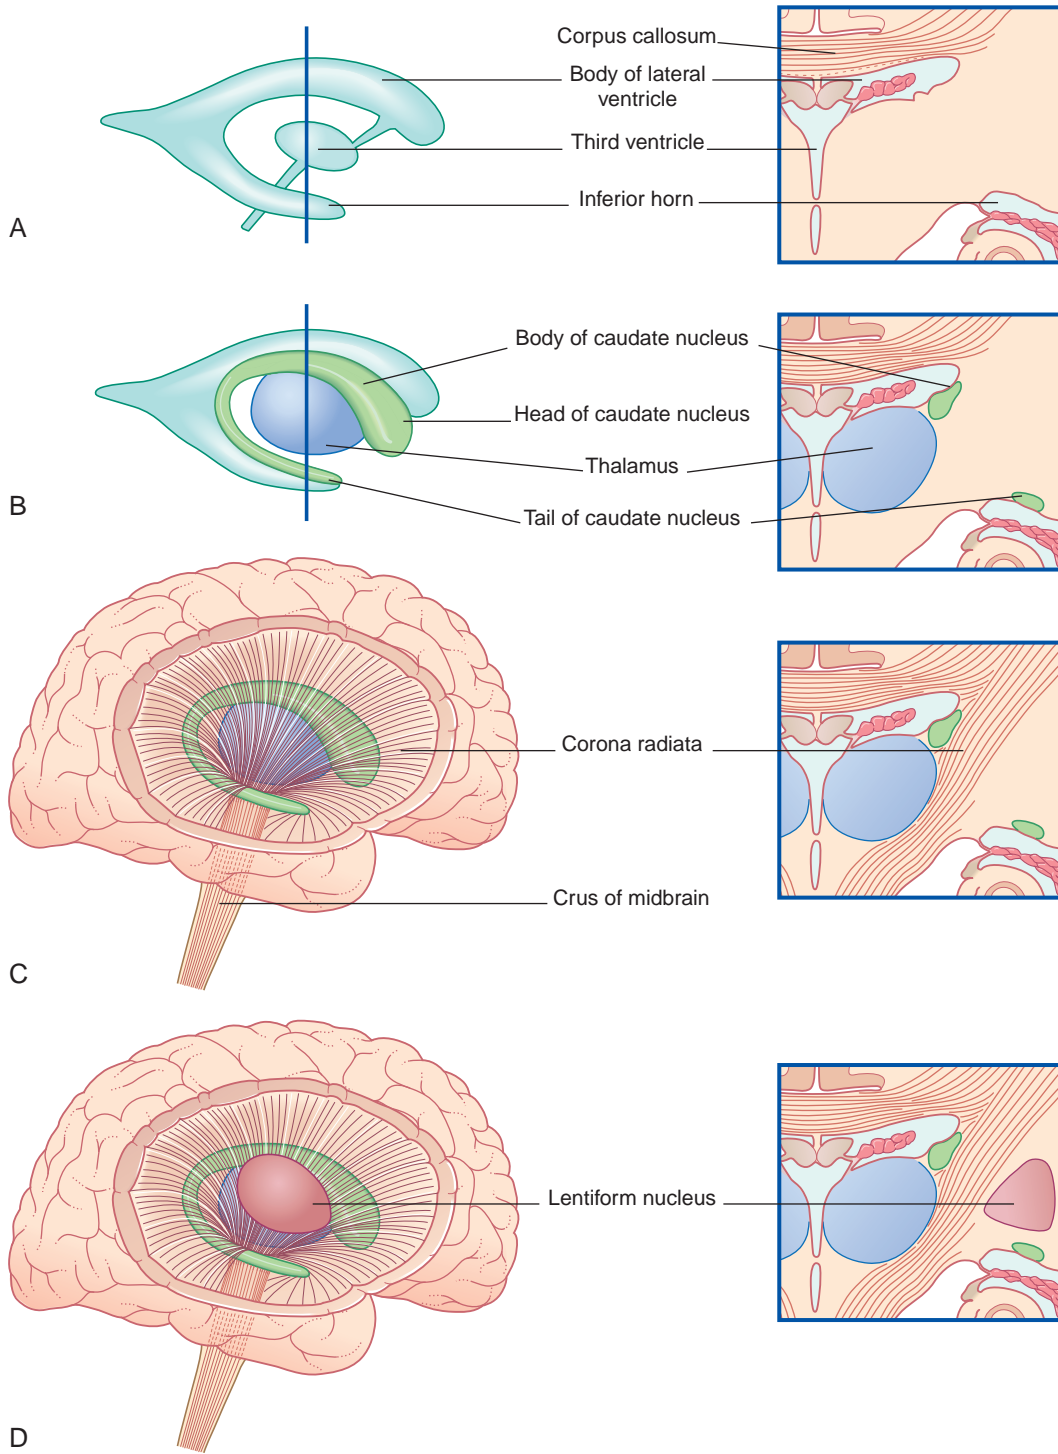 Corpus callosum
Body of lateral
ventricle
Third ventricle
Inferior horn
A
Body of caudate nucleus
Head of caudate nucleus
Thalamus
Tail of caudate nucleus
B
Corona radiata
Crus of midbrain
C
Lentiform nucleus
D